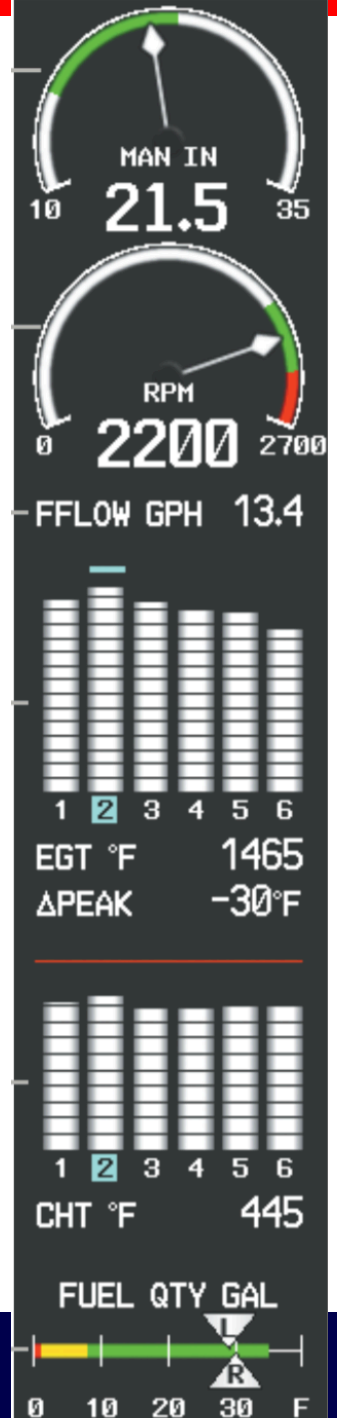 MAN IN
10 21.5 35
RPM
0 2200 2700
FFLOW GPH 13.4
1 2 3 4 5 6
EGT °F 1465
ΔPEAK -30°F
1 2 3 4 5 6
CHT °F 445
FUEL QTY GAL
L
R
0 10 20 30 F